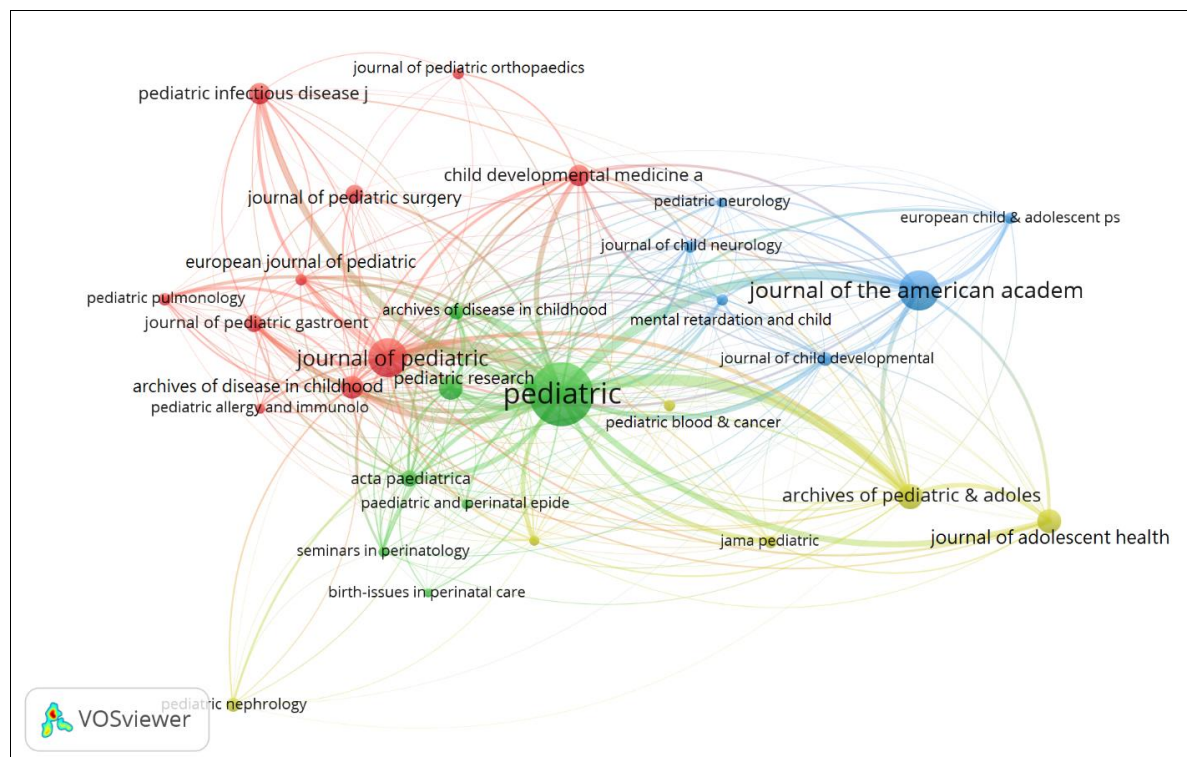 journal of pediatric orthopaedics
pediatric infectious disease j
child developmental medicine a
journal of pediatric surgery
pediatric neurology
european child & adolescent ps
journal of child neurology
european journal of pediatric
journal of the american academ
pediatric pulmonology
archives of disease in childhood
mental retardation and child
journal of pediatric gastroent
journal of pediatric
journal of child developmental
pediatric research
archives of disease in childhood
pediatric
pediatric allergy and immunolo
pediatric blood & cancer
acta paediatrica
archives of pediatric & adoles
paediatric and perinatal epide
journal of adolescent health
jama pediatric
seminars in perinatology
birth-issues in perinatal care
pediatric nephrology
VOSviewer